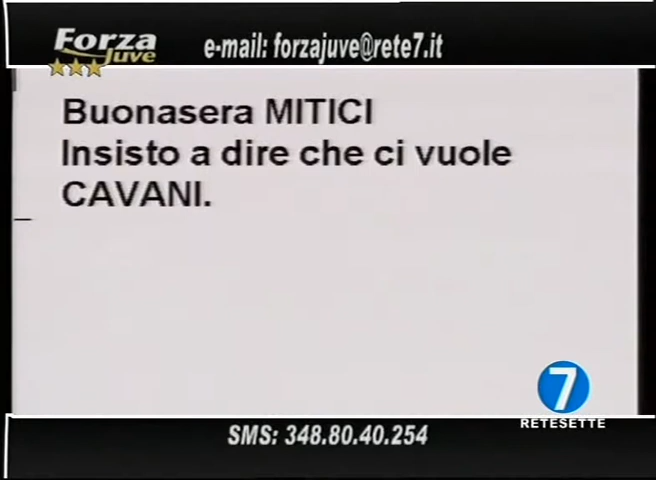 Forza
Juve
e-mail: forzajuve@rete7.it
Buonasera MITICI
Insisto a dire che ci vuole
CAVANI.
7
RETESETTE
SMS: 348.80.40.254